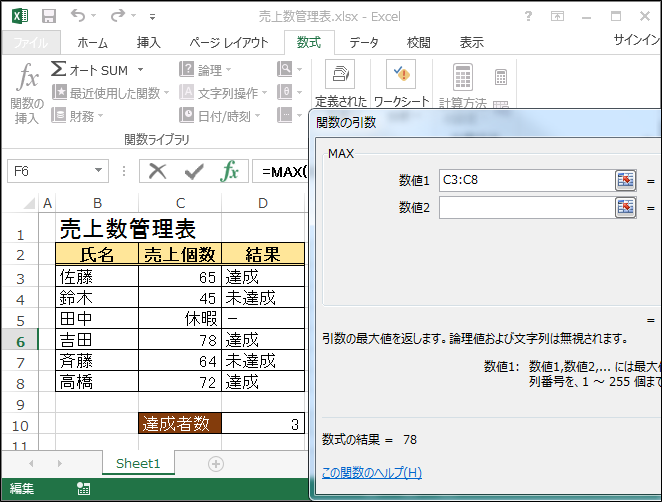 売上数管理表.xlsx - Excel
ファイル ホーム 挿入 ページ レイアウト 数式 データ 校閲 表示 サインイン
fx 関数の挿入
Σ オート SUM
最近使用した関数
財務
論理
文字列操作
日付/時刻
定義された
ワークシート
計算方法
関数ライブラリ
F6 fx =MAX(
A B C D
1 売上数管理表
2 氏名 売上個数 結果
3 佐藤 65 達成
4 鈴木 45 未達成
5 田中 休暇 −
6 吉田 78 達成
7 斉藤 64 未達成
8 高橋 72 達成
9
10 達成者数 3
11
Sheet1
編集
関数の引数
MAX
数値1 C3:C8 =
数値2 =
=
引数の最大値を返します。論理値および文字列は無視されます。
数値1: 数値1,数値2,... には最大
列番号を、1 ～ 255 個ま
数式の結果 = 78
この関数のヘルプ(H)